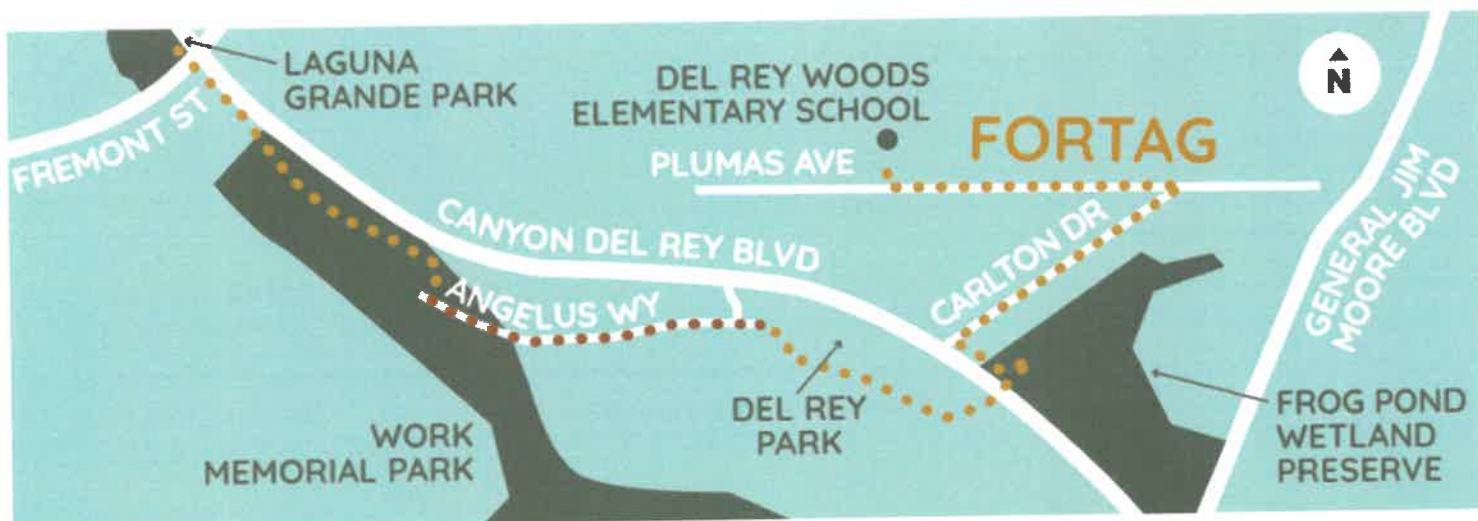 LAGUNA
GRANDE PARK
FREMONT ST
DEL REY WOODS
ELEMENTARY SCHOOL
FORTAG
N
PLUMAS AVE
CANYON DEL REY BLVD
CARLTON DR
GENERAL JIM
MOORE BLVD
ANGELUS WY
DEL REY
PARK
WORK
MEMORIAL PARK
FROG POND
WETLAND
PRESERVE